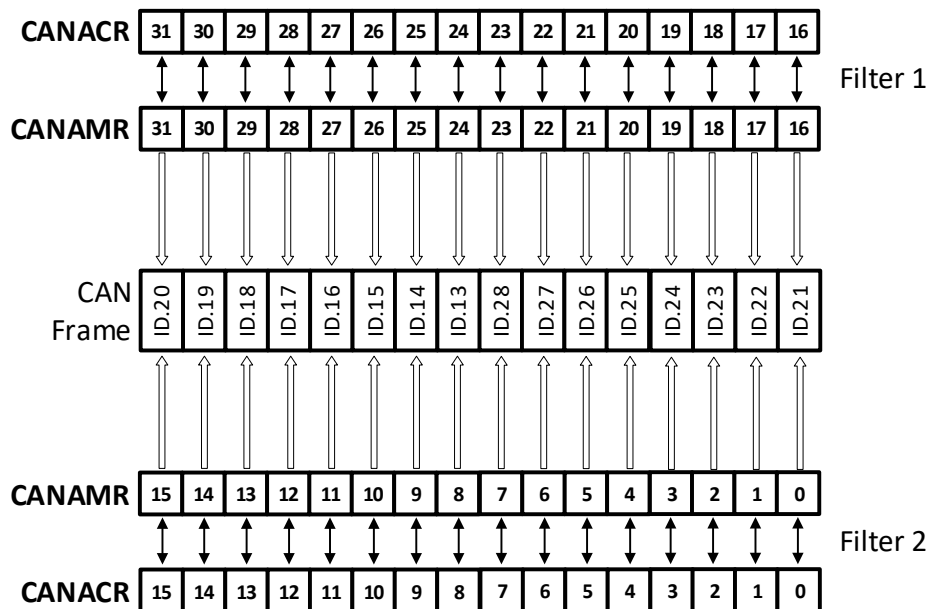 CANACR 31 30 29 28 27 26 25 24 23 22 21 20 19 18 17 16
Filter 1
CANAMR 31 30 29 28 27 26 25 24 23 22 21 20 19 18 17 16
CAN
Frame
ID.20 ID.19 ID.18 ID.17 ID.16 ID.15 ID.14 ID.13 ID.28 ID.27 ID.26 ID.25 ID.24 ID.23 ID.22 ID.21
CANAMR 15 14 13 12 11 10 9 8 7 6 5 4 3 2 1 0
Filter 2
CANACR 15 14 13 12 11 10 9 8 7 6 5 4 3 2 1 0